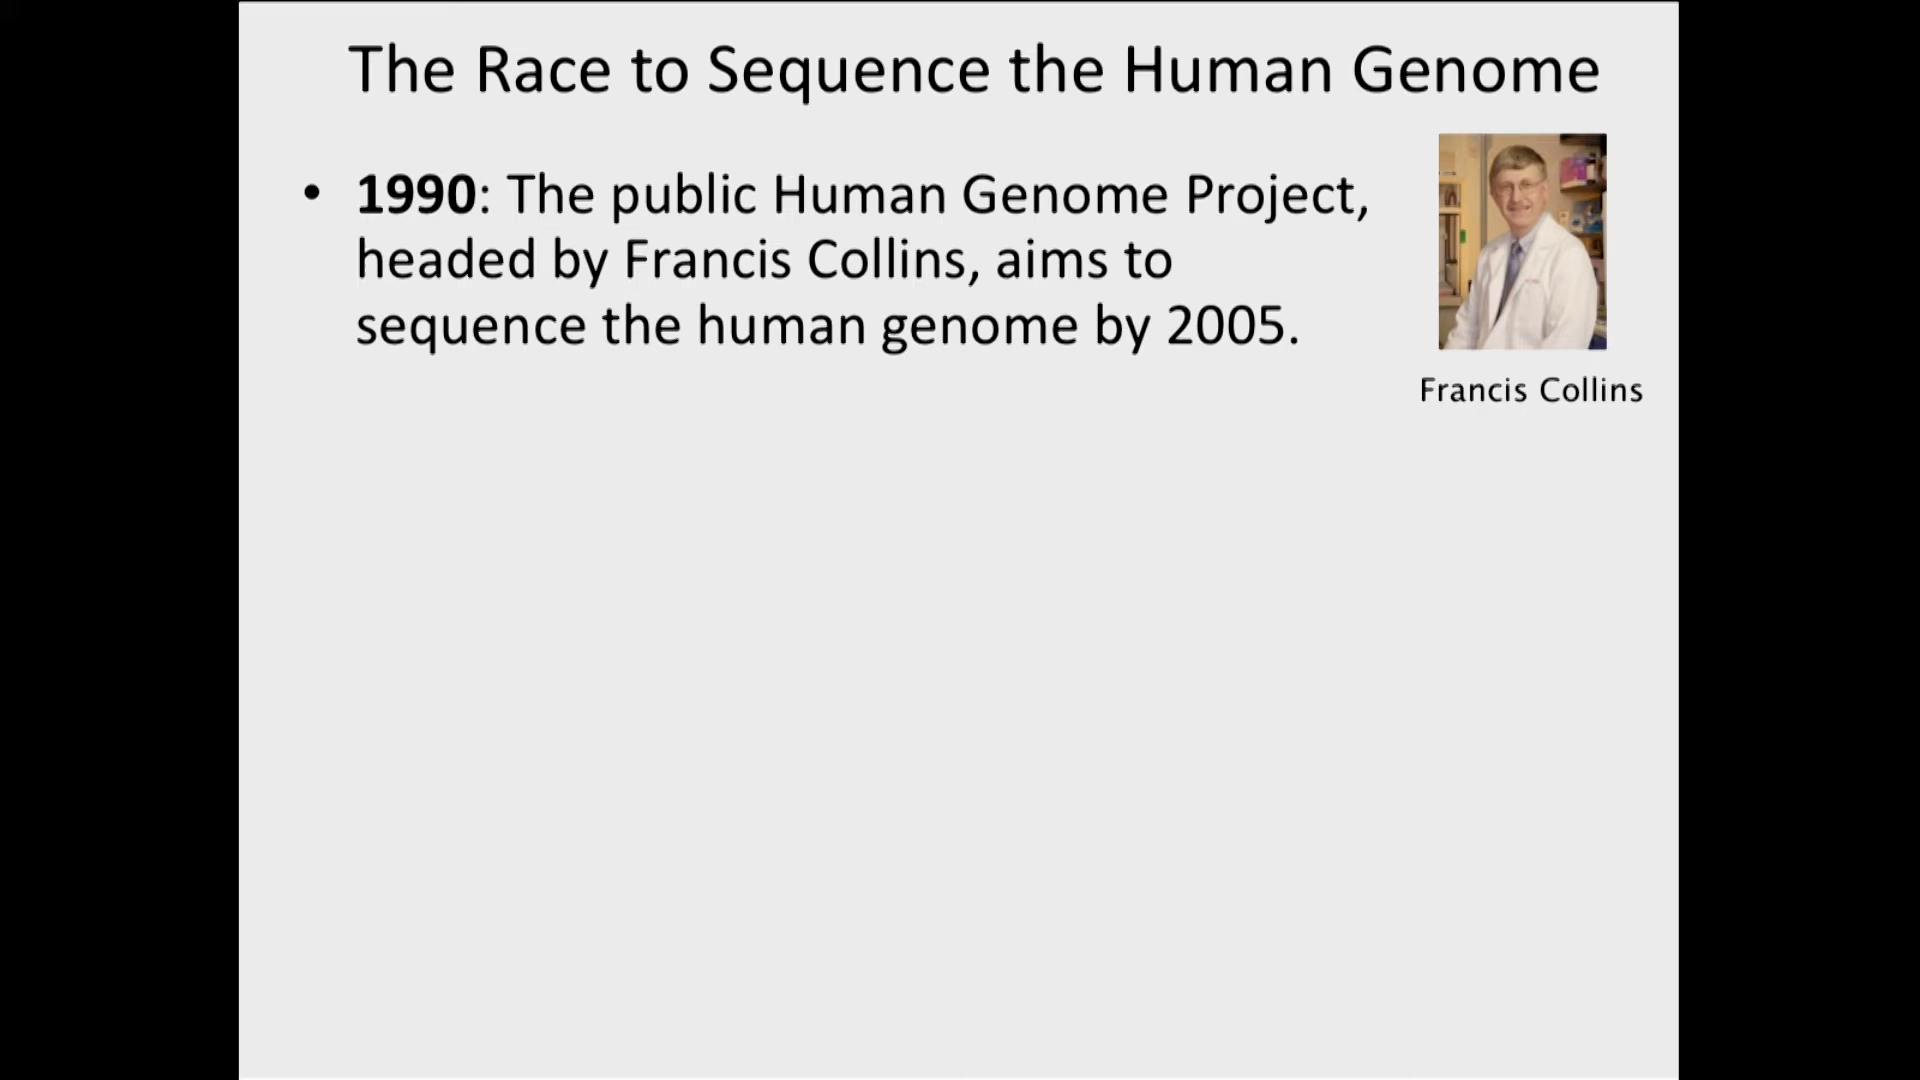 The Race to Sequence the Human Genome
• 1990: The public Human Genome Project,
headed by Francis Collins, aims to
sequence the human genome by 2005.
Francis Collins